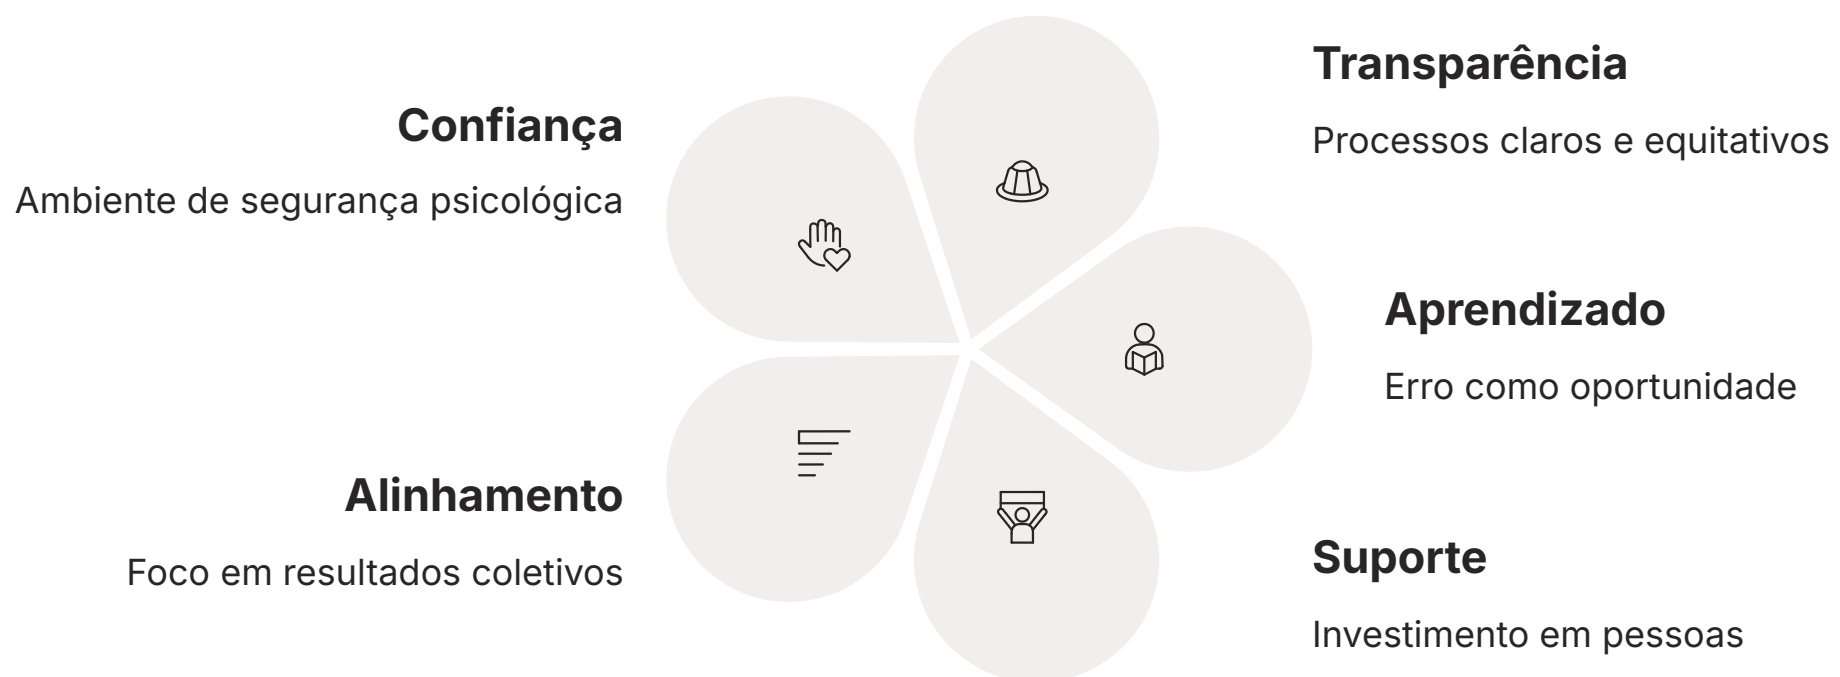 Confiança
Ambiente de segurança psicológica
Transparência
Processos claros e equitativos
Aprendizado
Erro como oportunidade
Alinhamento
Foco em resultados coletivos
Suporte
Investimento em pessoas